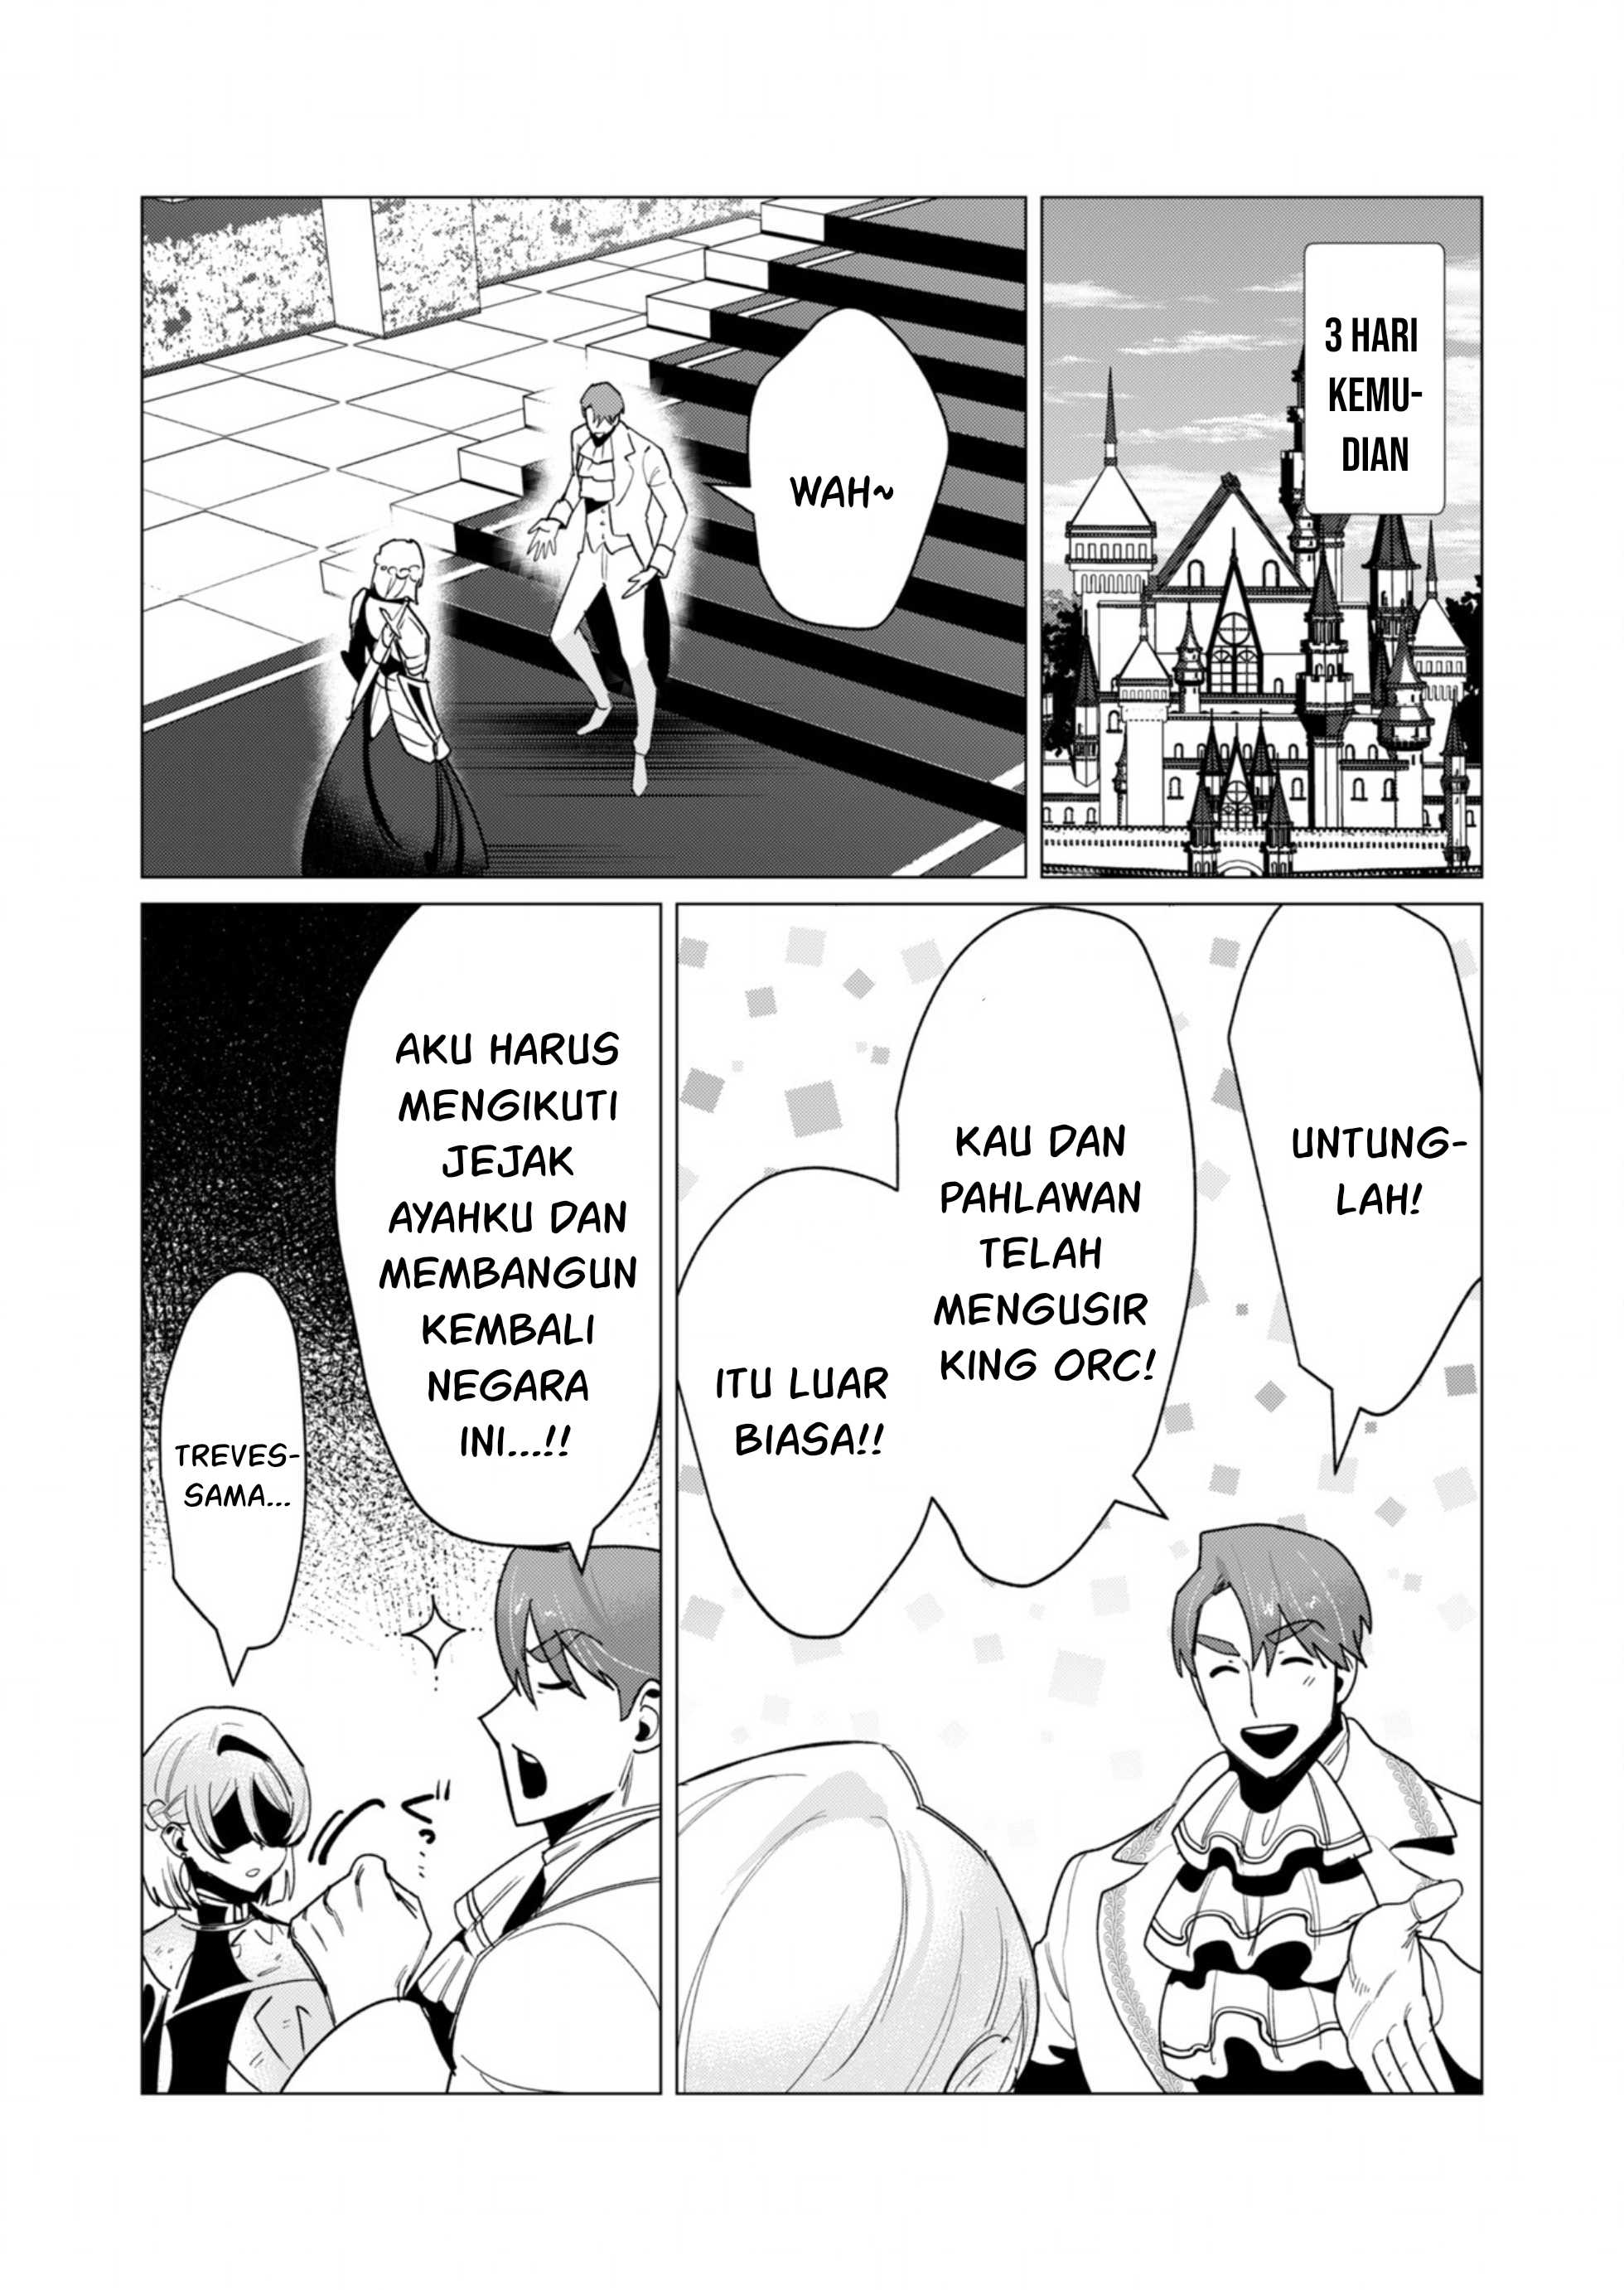 3 HARI
KEMU-
DIAN
WAH~
UNTUNG-
LAH!
KAU DAN
PAHLAWAN
TELAH
MENGUSIR
KING ORC!
ITU LUAR
BIASA!!
AKU HARUS
MENGIKUTI
JEJAK
AYAHKU DAN
MEMBANGUN
KEMBALI
NEGARA
INI...!!
TREVES-
SAMA...